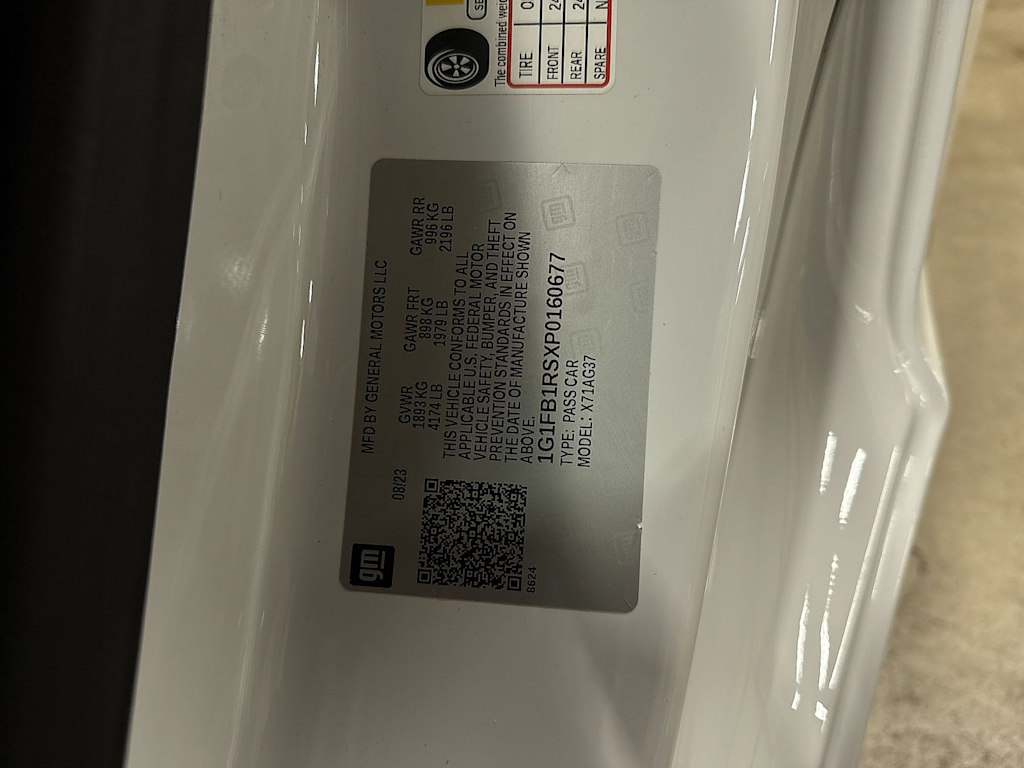 gm
MFD BY GENERAL MOTORS LLC
08/23
GVWR GAWR FRT GAWR RR
1893 KG 898 KG 996 KG
4174 LB 1979 LB 2196 LB
THIS VEHICLE CONFORMS TO ALL
APPLICABLE U.S. FEDERAL MOTOR
VEHICLE SAFETY, BUMPER, AND THEFT
PREVENTION STANDARDS IN EFFECT ON
THE DATE OF MANUFACTURE SHOWN
ABOVE.
1G1FB1RSXP0160677
TYPE: PASS CAR
MODEL: X71AG37
8624
The combined
TIRE
FRONT 24
REAR 24
SPARE